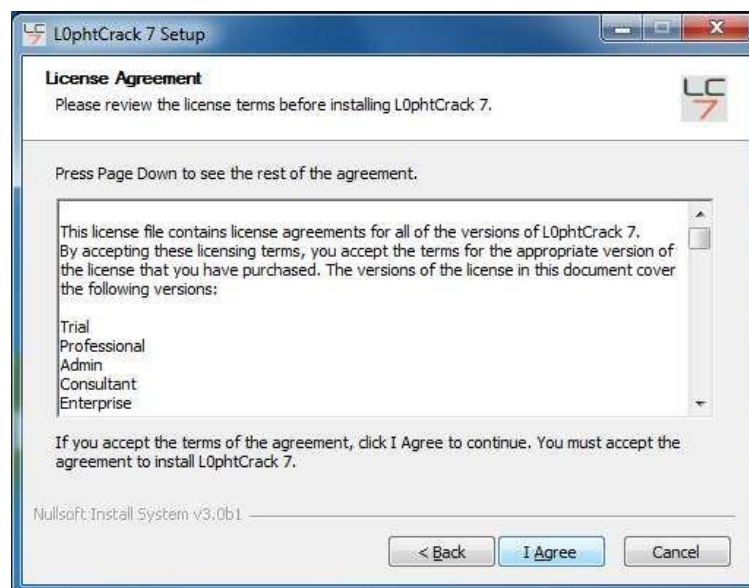 L0phtCrack 7 Setup
License Agreement
Please review the license terms before installing L0phtCrack 7.
LC
7
Press Page Down to see the rest of the agreement.
This license file contains license agreements for all of the versions of L0phtCrack 7.
By accepting these licensing terms, you accept the terms for the appropriate version of
the license that you have purchased. The versions of the license in this document cover
the following versions:
Trial
Professional
Admin
Consultant
Enterprise
If you accept the terms of the agreement, click I Agree to continue. You must accept the
agreement to install L0phtCrack 7.
Nullsoft Install System v3.0b1
< Back
I Agree
Cancel